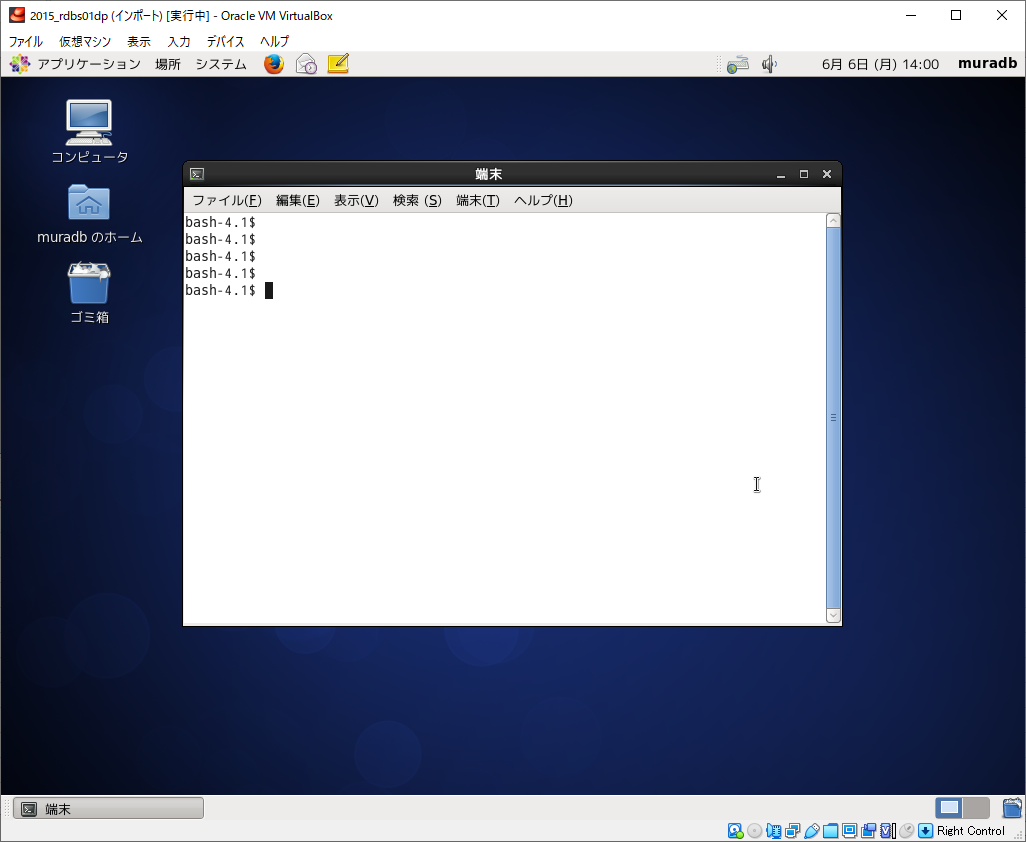 2015_rdbs01dp (インポート) [実行中] - Oracle VM VirtualBox
ファイル 仮想マシン 表示 入力 デバイス ヘルプ
アプリケーション 場所 システム 6月 6日 (月) 14:00 muradb
コンピュータ
muradb のホーム
ゴミ箱
端末
ファイル(F) 編集(E) 表示(V) 検索 (S) 端末(T) ヘルプ(H)
bash-4.1$
bash-4.1$
bash-4.1$
bash-4.1$
bash-4.1$
端末
Right Control